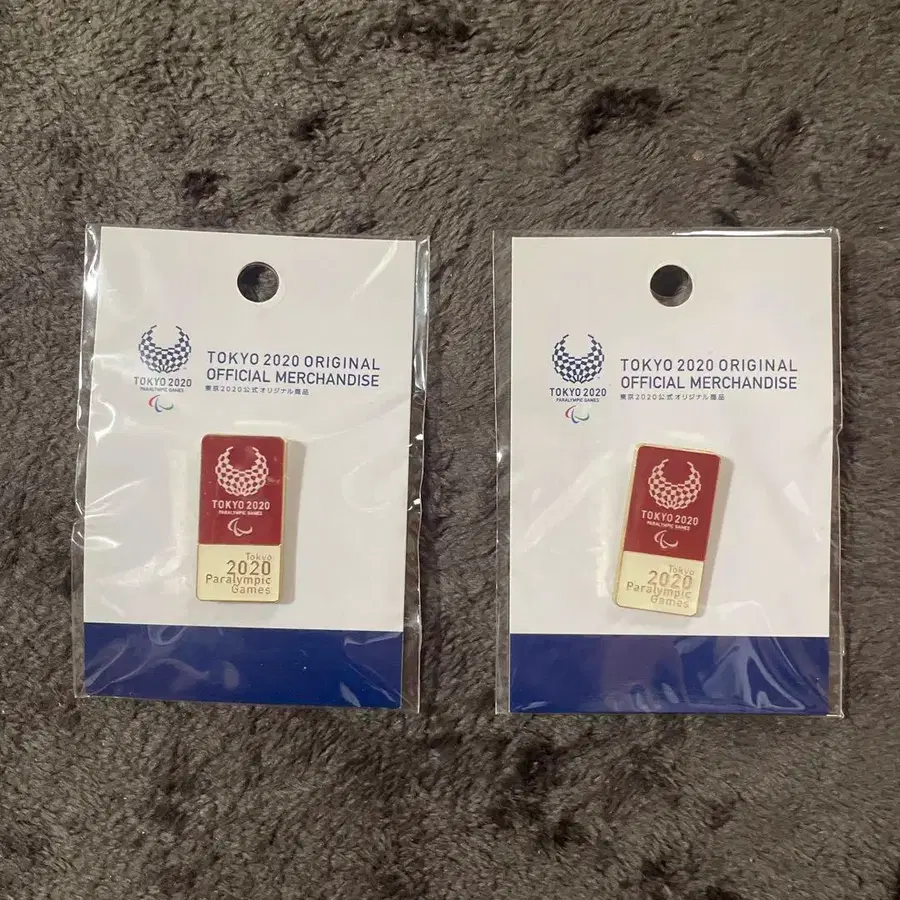 TOKYO 2020
PARALYMPIC GAMES
TOKYO 2020 ORIGINAL
OFFICIAL MERCHANDISE
東京2020公式オリジナル商品
TOKYO 2020
PARALYMPIC GAMES
Tokyo
2020
Paralympic
Games
TOKYO 2020
PARALYMPIC GAMES
TOKYO 2020 ORIGINAL
OFFICIAL MERCHANDISE
東京2020公式オリジナル商品
TOKYO 2020
PARALYMPIC GAMES
Tokyo
2020
Paralympic
Games